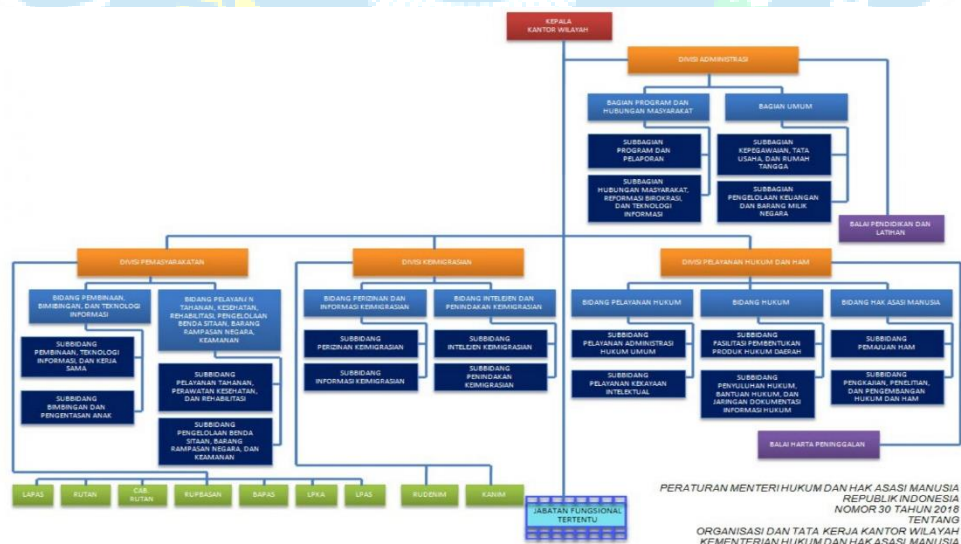 KEPALA
KANTOR WILAYAH
DIVISI ADMINISTRASI
BAGIAN PROGRAM DAN
HUBUNGAN MASYARAKAT
BAGIAN UMUM
SUBBAGIAN
PROGRAM DAN
PELAPORAN
SUBBAGIAN
KEPEGAWAIAN, TATA
USAHA, DAN RUMAH
TANGGA
SUBBAGIAN
HUBUNGAN MASYARAKAT,
REFORMASI BIROKRASI,
DAN TEKNOLOGI
INFORMASI
SUBBAGIAN
PENGELOLAAN KEUANGAN
DAN BARANG MILIK
NEGARA
BALAI PENDIDIKAN DAN
LATIHAN
DIVISI PEMASYARAKATAN
DIVISI KEIMIGRASIAN
DIVISI PELAYANAN HUKUM DAN HAM
BIDANG PEMBINAAN,
BIMIBINGAN, DAN TEKNOLOGI
INFORMASI
BIDANG PELAYANAN
TAHANAN, KESEHATAN,
REHABILITASI, PENGELOLAAN
BENDA SITAAN, BARANG
RAMPASAN NEGARA,
KEAMANAN
BIDANG PERIZINAN DAN
INFORMASI KEIMIGRASIAN
BIDANG INTELEJEN DAN
PENINDAKAN KEIMIGRASIAN
BIDANG PELAYANAN HUKUM
BIDANG HUKUM
BIDANG HAK ASASI MANUSIA
SUBBIDANG
PEMBINAAN, TEKNOLOGI
INFORMASI, DAN KERJA
SAMA
SUBBIDANG
PERIZINAN KEIMIGRASIAN
SUBBIDANG
INTELEJEN KEIMIGRASIAN
SUBBIDANG
PELAYANAN ADMINISTRASI
HUKUM UMUM
SUBBIDANG
FASILITASI PEMBENTUKAN
PRODUK HUKUM DAERAH
SUBBIDANG
PEMAJUAN HAM
SUBBIDANG
BIMBINGAN DAN
PENGENTASAN ANAK
SUBBIDANG
PELAYANAN TAHANAN,
PERAWATAN KESEHATAN,
DAN REHABILITASI
SUBBIDANG
INFORMASI KEIMIGRASIAN
SUBBIDANG
PENINDAKAN
KEIMIGRASIAN
SUBBIDANG
PELAYANAN KEKAYAAN
INTELEKTUAL
SUBBIDANG
PENYULUHAN HUKUM,
BANTUAN HUKUM, DAN
JARINGAN DOKUMENTASI
INFORMASI HUKUM
SUBBIDANG
PENGKAJIAN, PENELITIAN,
DAN PENGEMBANGAN
HUKUM DAN HAM
SUBBIDANG
PENGELOLAAN BENDA
SITAAN, BARANG
RAMPASAN NEGARA, DAN
KEAMANAN
BALAI HARTA PENINGGALAN
LAPAS
RUTAN
CAB.
RUTAN
RUPBASAN
BAPAS
LPKA
LPAS
RUDENIM
KANIM
JABATAN FUNGSIONAL
TERTENTU
PERATURAN MENTERI HUKUM DAN HAK ASASI MANUSIA
REPUBLIK INDONESIA
NOMOR 30 TAHUN 2018
TENTANG
ORGANISASI DAN TATA KERJA KANTOR WILAYAH
KEMENTERIAN HUKUM DAN HAK ASASI MANUSIA